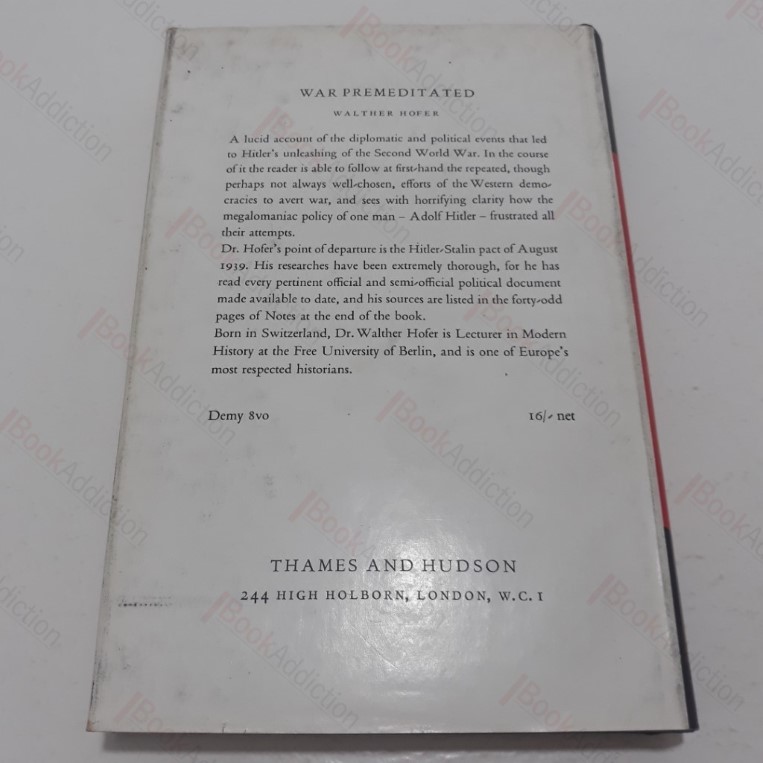 WAR PREMEDITATED
WALTHER HOFER
A lucid account of the diplomatic and political events that led
to Hitler's unleashing of the Second World War. In the course
of it the reader is able to follow at first-hand the repeated, though
perhaps not always well-chosen, efforts of the Western demo-
cracies to avert war, and sees with horrifying clarity how the
megalomaniac policy of one man – Adolf Hitler – frustrated all
their attempts.
Dr. Hofer's point of departure is the Hitler-Stalin pact of August
1939. His researches have been extremely thorough, for he has
read every pertinent official and semi-official political document
made available to date, and his sources are listed in the forty-odd
pages of Notes at the end of the book.
Born in Switzerland, Dr. Walther Hofer is Lecturer in Modern
History at the Free University of Berlin, and is one of Europe's
most respected historians.
Demy 8vo 16/- net
THAMES AND HUDSON
244 HIGH HOLBORN, LONDON, W.C. 1
BookAddiction